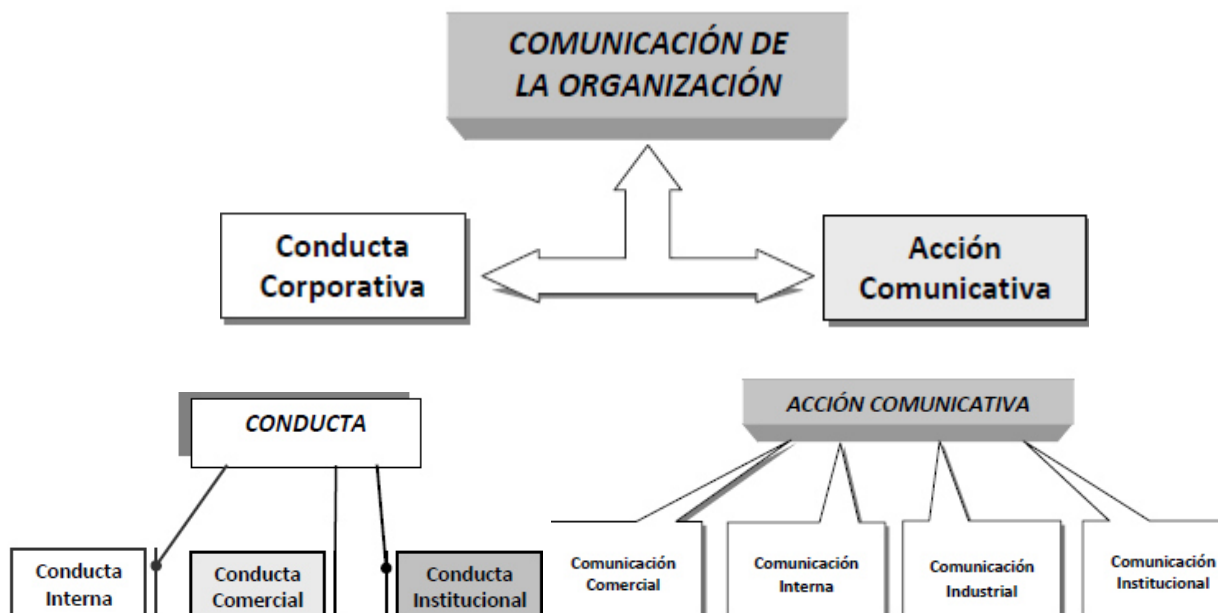 COMUNICACIÓN DE
LA ORGANIZACIÓN
Conducta
Corporativa
Acción
Comunicativa
CONDUCTA
ACCIÓN COMUNICATIVA
Conducta
Interna
Conducta
Comercial
Conducta
Institucional
Comunicación
Comercial
Comunicación
Interna
Comunicación
Industrial
Comunicación
Institucional